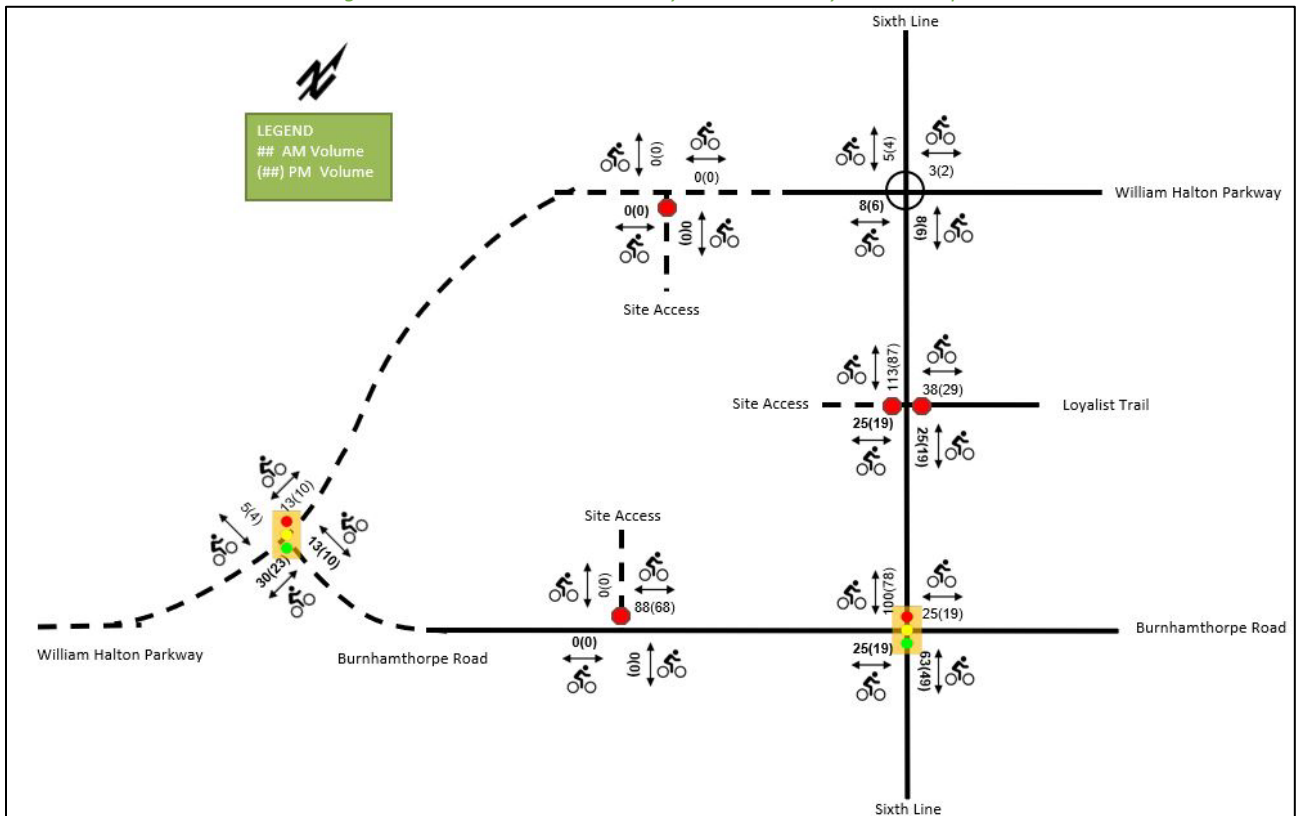 Sixth Line
N
LEGEND
## AM Volume
(##) PM Volume
0(0)
0(0)
5(4)
3(2)
William Halton Parkway
0(0)
0(0)
8(6)
8(6)
Site Access
113(87)
38(29)
Site Access
Loyalist Trail
25(19)
25(19)
13(10)
5(4)
13(10)
30(23)
Site Access
0(0)
88(68)
100(78)
25(19)
Burnhamthorpe Road
William Halton Parkway
Burnhamthorpe Road
0(0)
0(0)
25(19)
63(49)
Sixth Line